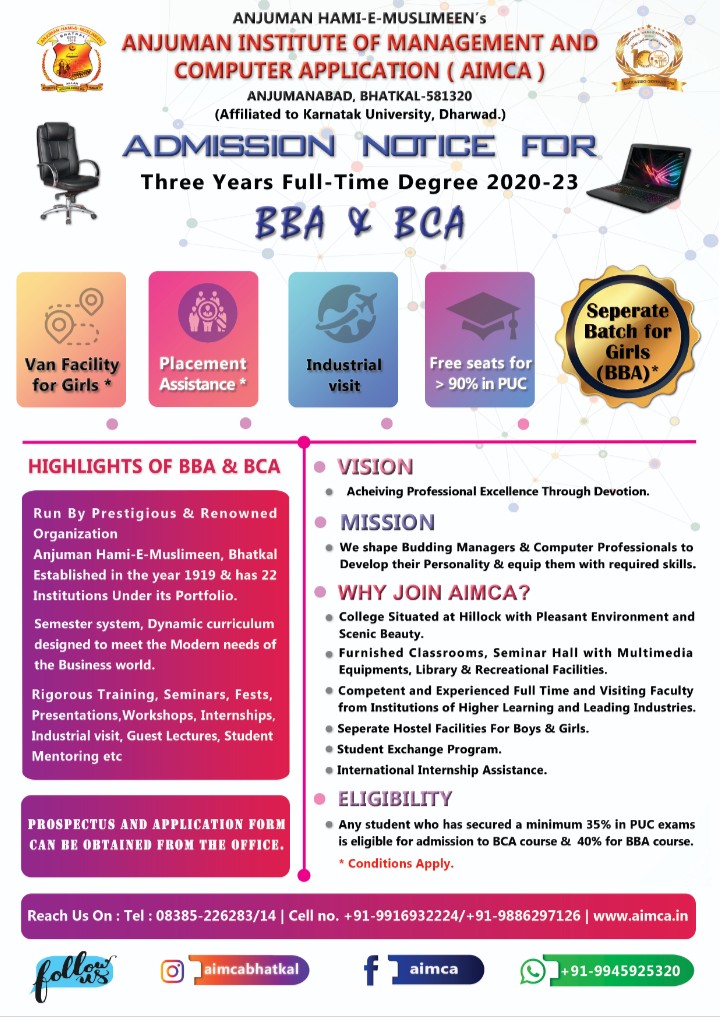 ANJUMAN HAMI-E-MUSLIMEEN´s
ANJUMAN INSTITUTE OF MANAGEMENT AND
COMPUTER APPLICATION ( AIMCA )
ANJUMANABAD, BHATKAL-581320
(Affiliated to Karnatak University, Dharwad.)
ADMISSION NOTICE FOR
Three Years Full-Time Degree 2020-23
BBA & BCA
Van Facility
for Girls *
Placement
Assistance *
Industrial
visit
Free seats for
> 90% in PUC
Seperate
Batch for
Girls
(BBA)*
HIGHLIGHTS OF BBA & BCA
Run By Prestigious & Renowned
Organization
Anjuman Hami-E-Muslimeen, Bhatkal
Established in the year 1919 & has 22
Institutions Under its Portfolio.
Semester system, Dynamic curriculum
designed to meet the Modern needs of
the Business world.
Rigorous Training, Seminars, Fests,
Presentations,Workshops, Internships,
Industrial visit, Guest Lectures, Student
Mentoring etc
PROSPECTUS AND APPLICATION FORM
CAN BE OBTAINED FROM THE OFFICE.
VISION
Acheiving Professional Excellence Through Devotion.
MISSION
We shape Budding Managers & Computer Professionals to
Develop their Personality & equip them with required skills.
WHY JOIN AIMCA?
College Situated at Hillock with Pleasant Environment and
Scenic Beauty.
Furnished Classrooms, Seminar Hall with Multimedia
Equipments, Library & Recreational Facilities.
Competent and Experienced Full Time and Visiting Faculty
from Institutions of Higher Learning and Leading Industries.
Seperate Hostel Facilities For Boys & Girls.
Student Exchange Program.
International Internship Assistance.
ELIGIBILITY
Any student who has secured a minimum 35% in PUC exams
is eligible for admission to BCA course & 40% for BBA course.
* Conditions Apply.
Reach Us On : Tel : 08385-226283/14 | Cell no. +91-9916932224/+91-9886297126 | www.aimca.in
follow us
aimcabhatkal
aimca
+91-9945925320